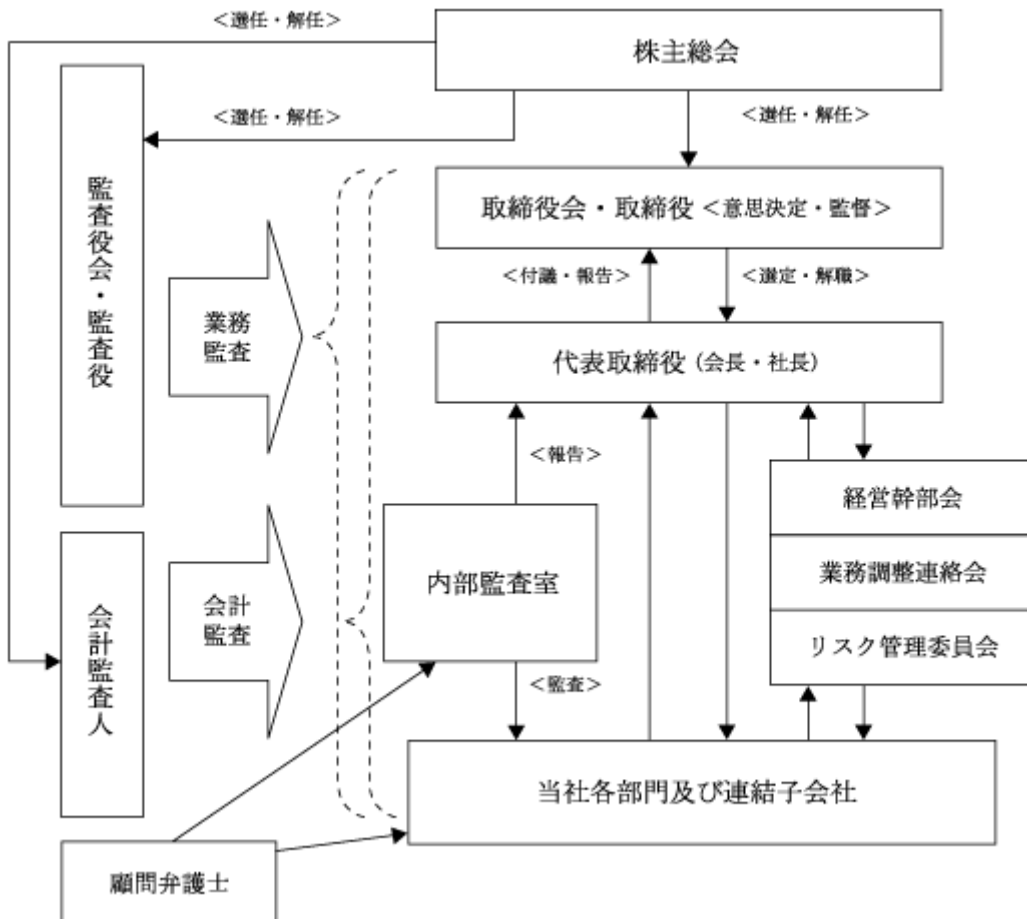 <選任・解任>
株主総会
<選任・解任>
<選任・解任>
監査役会・監査役
取締役会・取締役 <意思決定・監督>
<付議・報告>
<選定・解職>
業務
監査
代表取締役 (会長・社長)
<報告>
経営幹部会
内部監査室
業務調整連絡会
会計
監査
リスク管理委員会
会計監査人
<監査>
当社各部門及び連結子会社
顧問弁護士